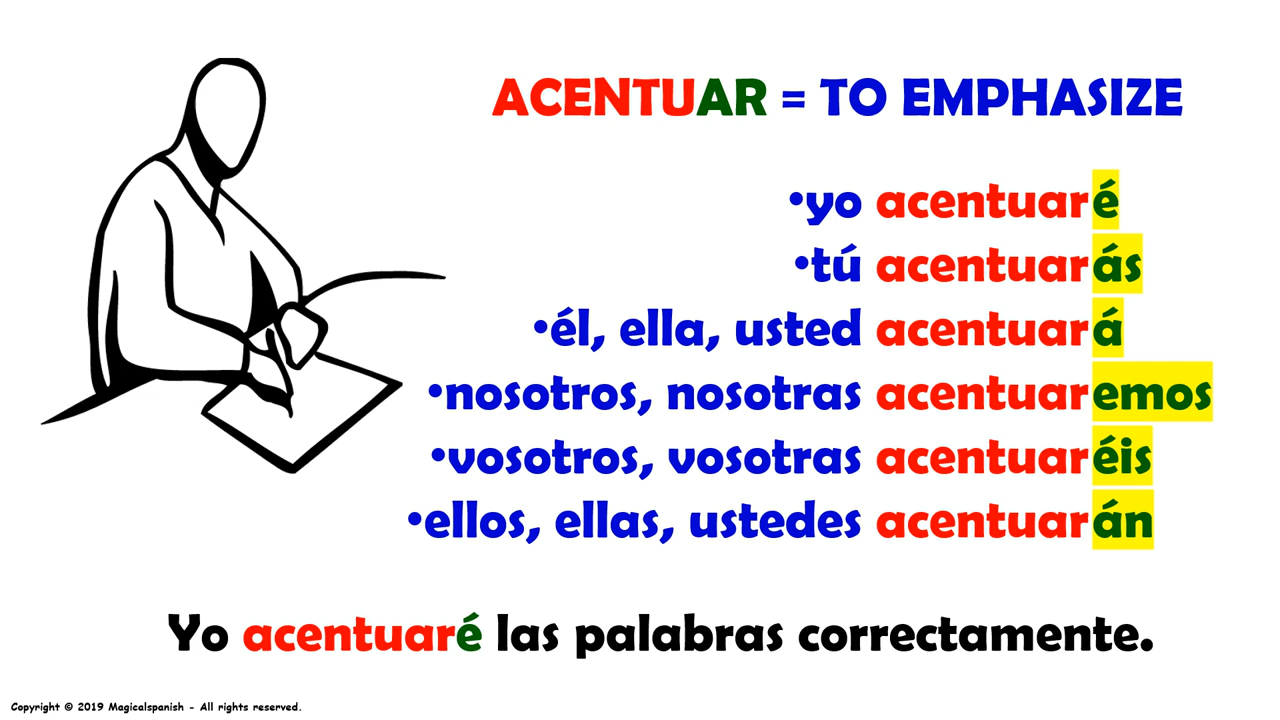 ACENTUAR = TO EMPHASIZE
•yo acentuaré
•tú acentuarás
•él, ella, usted acentuará
•nosotros, nosotras acentuaremos
•vosotros, vosotras acentuaréis
•ellos, ellas, ustedes acentuarán
Yo acentuaré las palabras correctamente.
Copyright © 2019 Magicalspanish - All rights reserved.